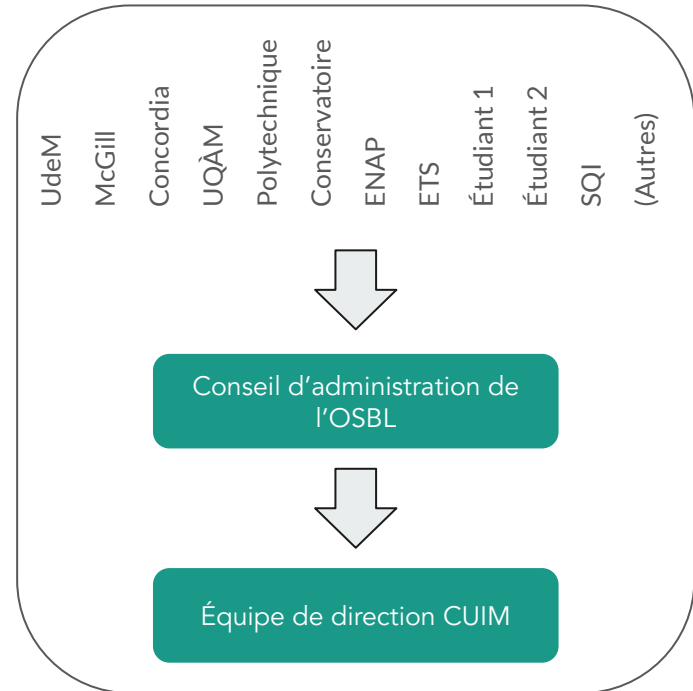 UdeM
McGill
Concordia
UQÀM
Polytechnique
Conservatoire
ENAP
ETS
Étudiant 1
Étudiant 2
SQI
(Autres)
Conseil d’administration de
l’OSBL
Équipe de direction CUIM